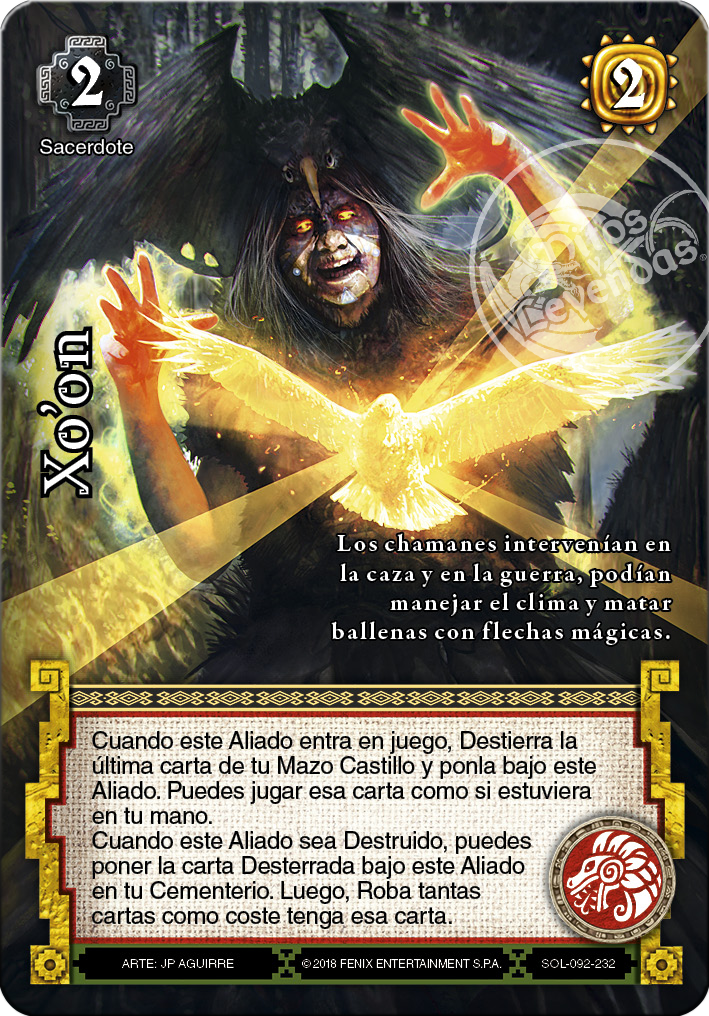 2
2
Sacerdote
Mitos
Leyendas
Xo'on
Los chamanes intervenían en
la caza y en la guerra, podían
manejar el clima y matar
ballenas con flechas mágicas.
Cuando este Aliado entra en juego, Destierra la
última carta de tu Mazo Castillo y ponla bajo este
Aliado. Puedes jugar esa carta como si estuviera
en tu mano.
Cuando este Aliado sea Destruido, puedes
poner la carta Desterrada bajo este Aliado
en tu Cementerio. Luego, Roba tantas
cartas como coste tenga esa carta.
ARTE: JP AGUIRRE
© 2018 FENIX ENTERTAINMENT S.P.A.
SOL-092-232